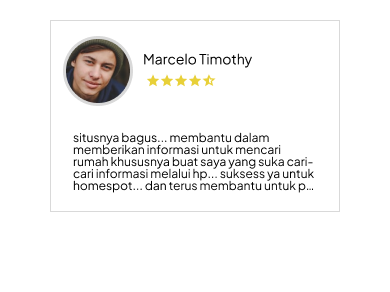 Marcelo Timothy
situsnya bagus... membantu dalam
memberikan informasi untuk mencari
rumah khususnya buat saya yang suka cari-
cari informasi melalui hp... suksess ya untuk
homespot... dan terus membantu untuk p...